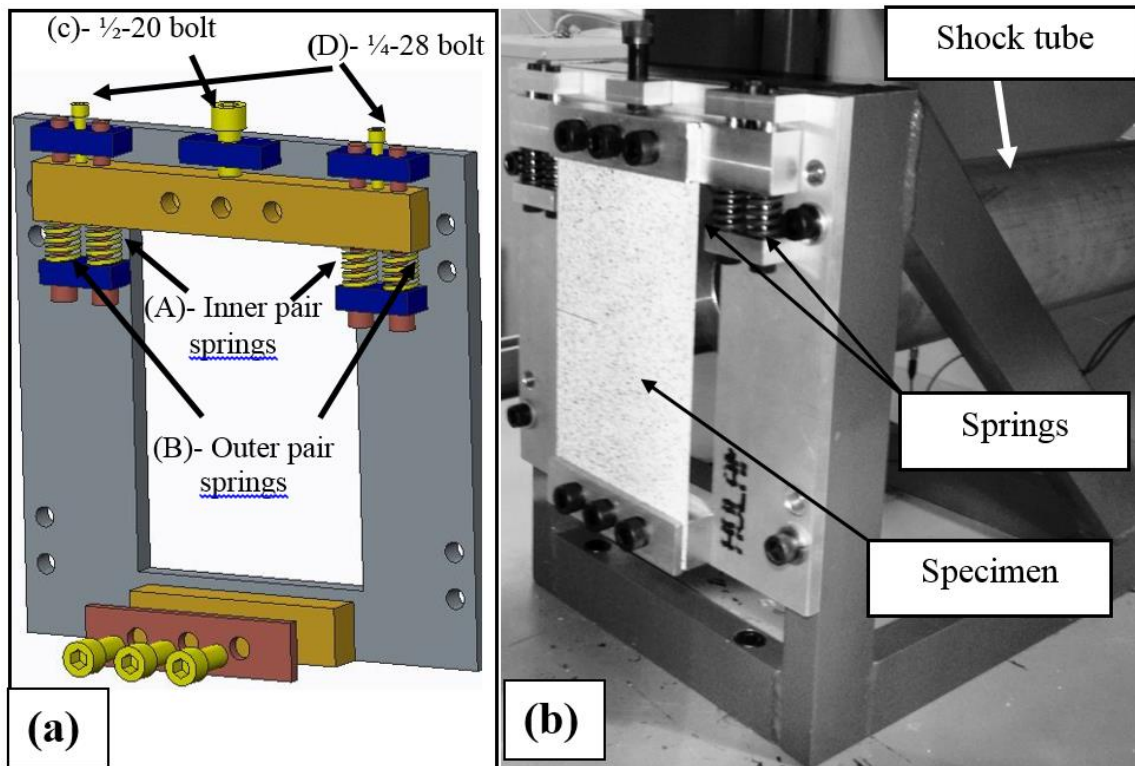 (c)- ½-20 bolt
(D)- ¼-28 bolt
(A)- Inner pair
springs
(B)- Outer pair
springs
(a)
Shock tube
Springs
Specimen
(b)